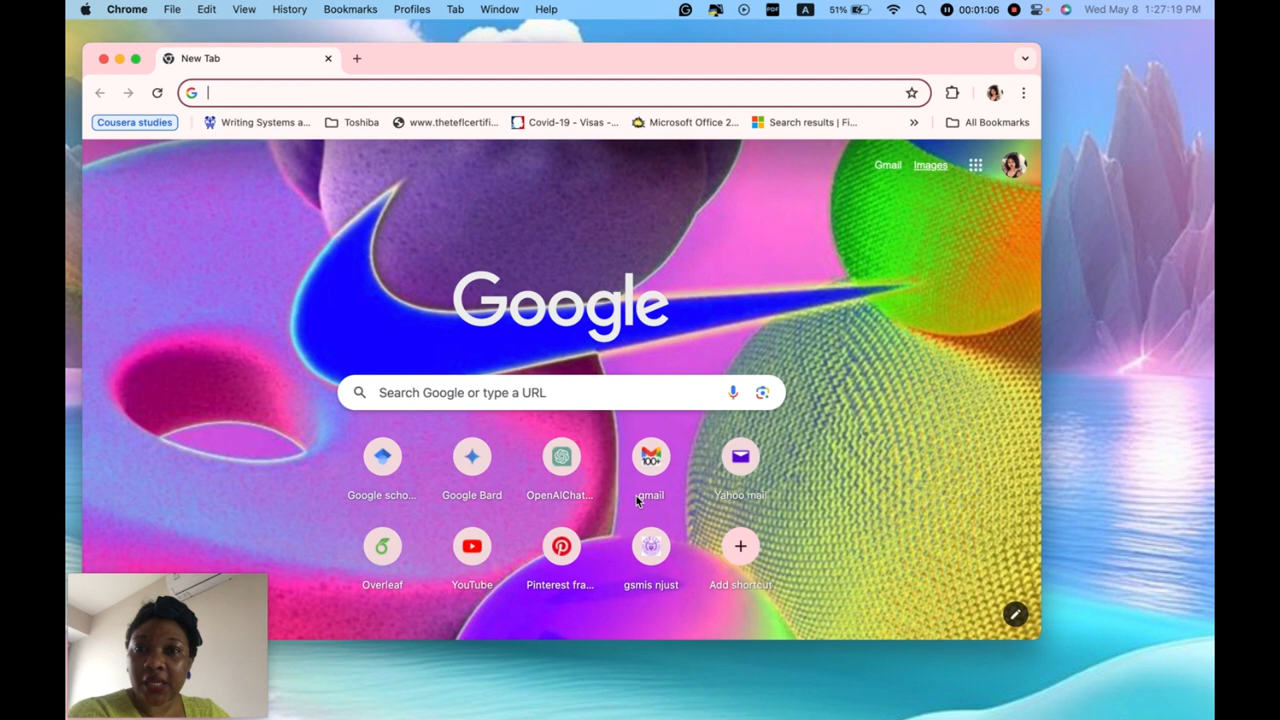 Chrome File Edit View History Bookmarks Profiles Tab Window Help PDF A 51% 00:01:06 Wed May 8 1:27:19 PM
New Tab
Cousera studies Writing Systems a... Toshiba www.theteflcertifi... Covid-19 - Visas -... Microsoft Office 2... Search results | Fi... » All Bookmarks
Gmail Images
Google
Search Google or type a URL
100+
Google scho... Google Bard OpenAIChat... gmail Yahoo mail
Overleaf YouTube Pinterest fra... gsmis njust Add shortcut